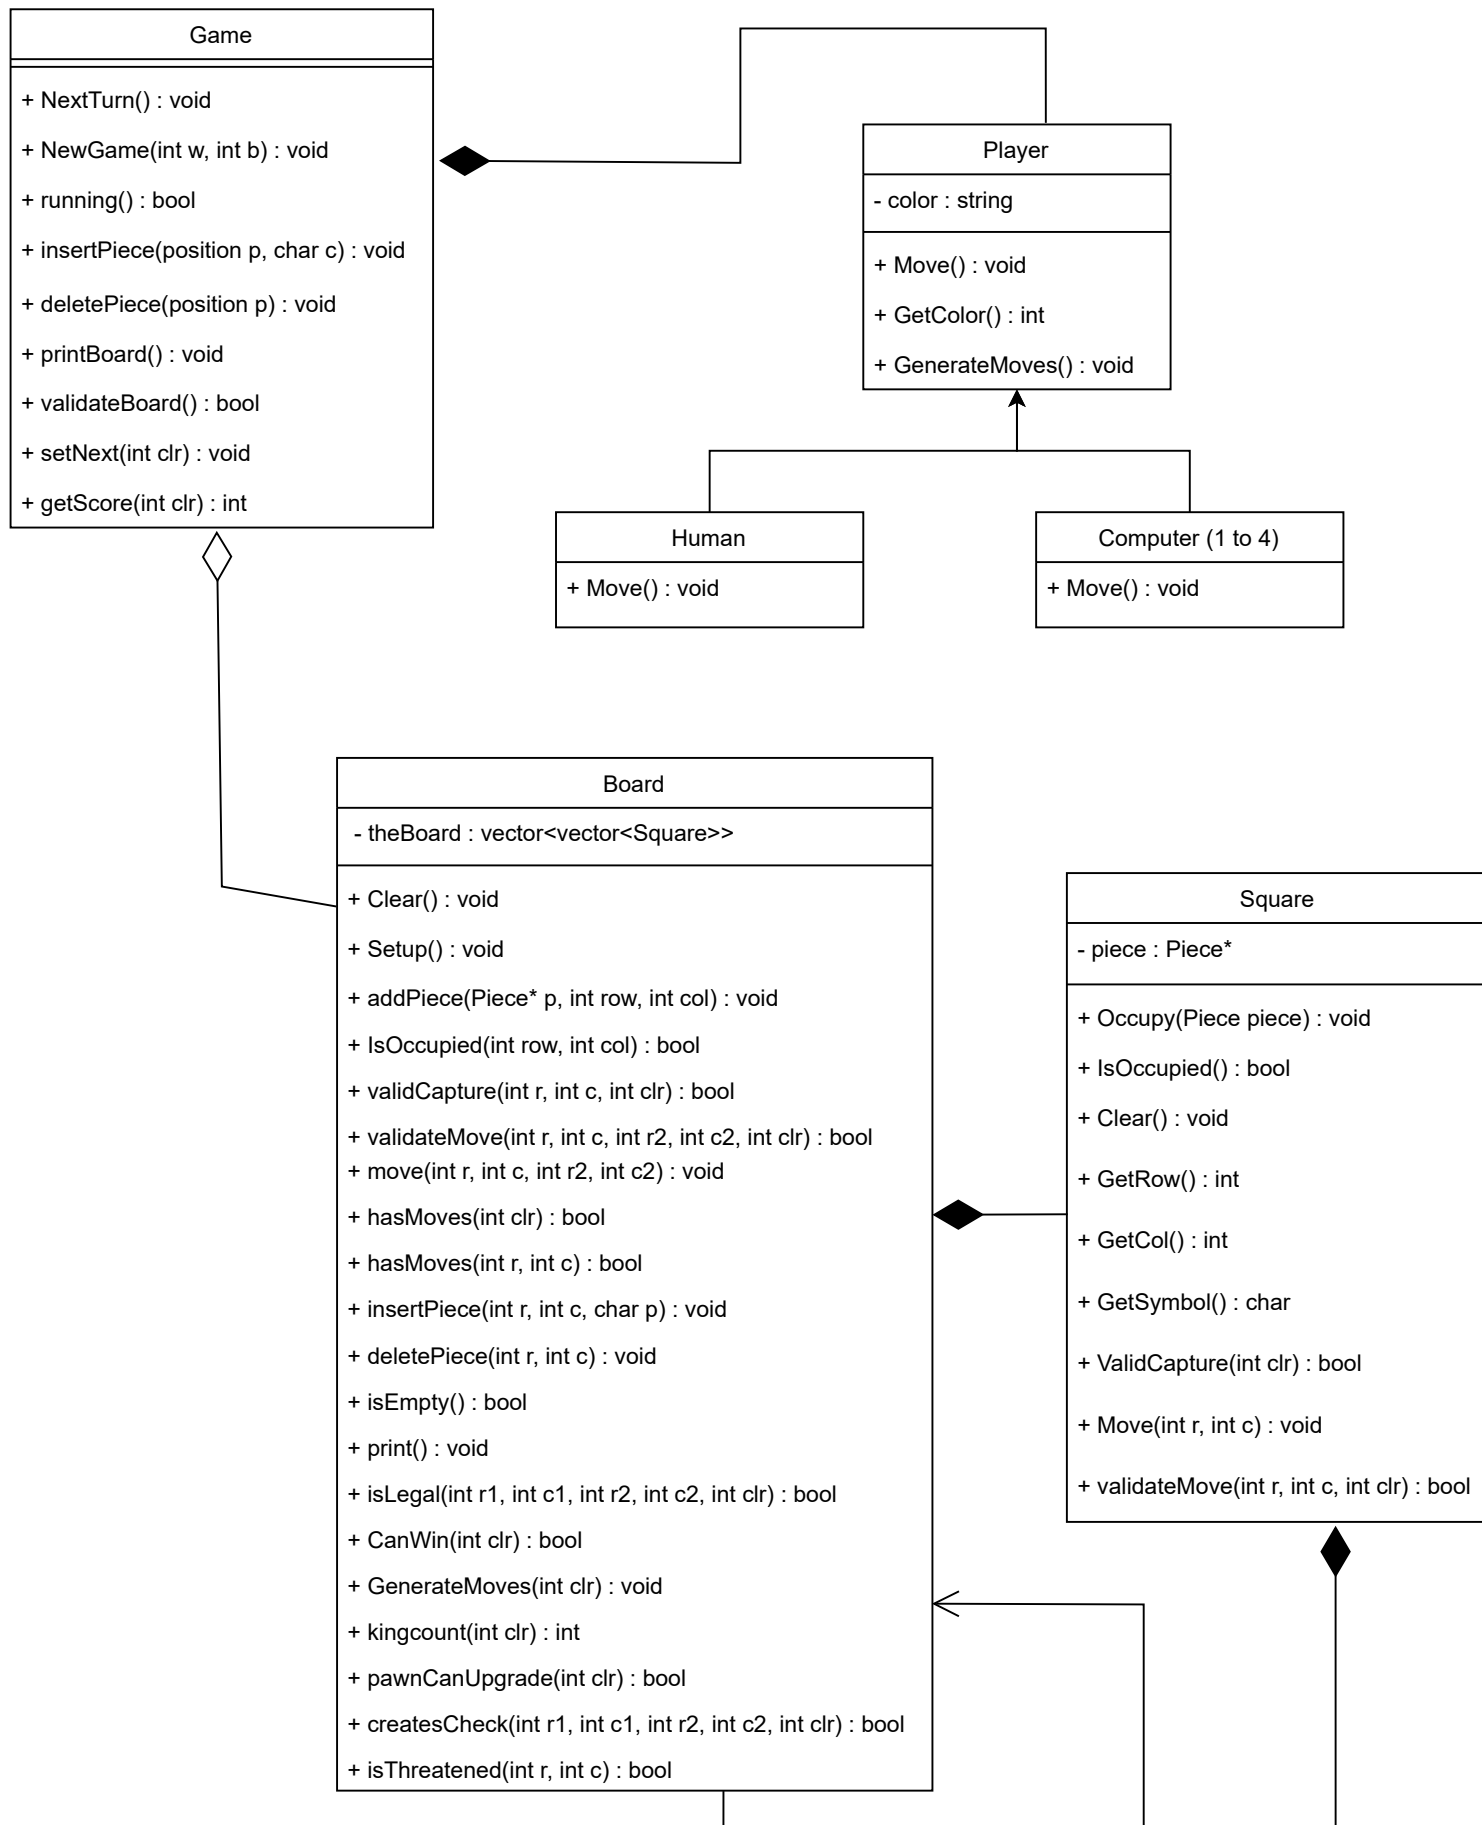 Game
+ NextTurn() : void
+ NewGame(int w, int b) : void
+ running() : bool
+ insertPiece(position p, char c) : void
+ deletePiece(position p) : void
+ printBoard() : void
+ validateBoard() : bool
+ setNext(int clr) : void
+ getScore(int clr) : int
Player
- color : string
+ Move() : void
+ GetColor() : int
+ GenerateMoves() : void
Human
+ Move() : void
Computer (1 to 4)
+ Move() : void
Board
- theBoard : vector<vector<Square>>
+ Clear() : void
+ Setup() : void
+ addPiece(Piece* p, int row, int col) : void
+ IsOccupied(int row, int col) : bool
+ validCapture(int r, int c, int clr) : bool
+ validateMove(int r, int c, int r2, int c2, int clr) : bool
+ move(int r, int c, int r2, int c2) : void
+ hasMoves(int clr) : bool
+ hasMoves(int r, int c) : bool
+ insertPiece(int r, int c, char p) : void
+ deletePiece(int r, int c) : void
+ isEmpty() : bool
+ print() : void
+ isLegal(int r1, int c1, int r2, int c2, int clr) : bool
+ CanWin(int clr) : bool
+ GenerateMoves(int clr) : void
+ kingcount(int clr) : int
+ pawnCanUpgrade(int clr) : bool
+ createsCheck(int r1, int c1, int r2, int c2, int clr) : bool
+ isThreatened(int r, int c) : bool
Square
- piece : Piece*
+ Occupy(Piece piece) : void
+ IsOccupied() : bool
+ Clear() : void
+ GetRow() : int
+ GetCol() : int
+ GetSymbol() : char
+ ValidCapture(int clr) : bool
+ Move(int r, int c) : void
+ validateMove(int r, int c, int clr) : bool